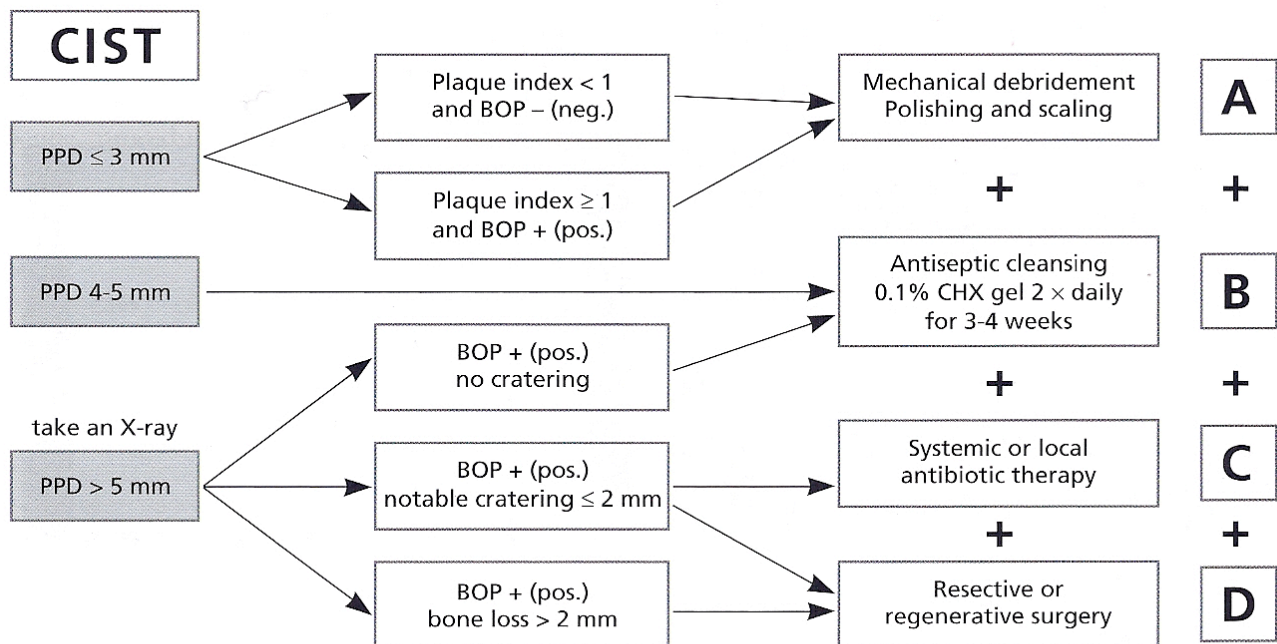 CIST
PPD ≤ 3 mm
PPD 4-5 mm
take an X-ray
PPD > 5 mm
Plaque index < 1
and BOP – (neg.)
Plaque index ≥ 1
and BOP + (pos.)
BOP + (pos.)
no cratering
BOP + (pos.)
notable cratering ≤ 2 mm
BOP + (pos.)
bone loss > 2 mm
Mechanical debridement
Polishing and scaling
+
Antiseptic cleansing
0.1% CHX gel 2 × daily
for 3-4 weeks
+
Systemic or local
antibiotic therapy
+
Resective or
regenerative surgery
A
+
B
+
C
+
D